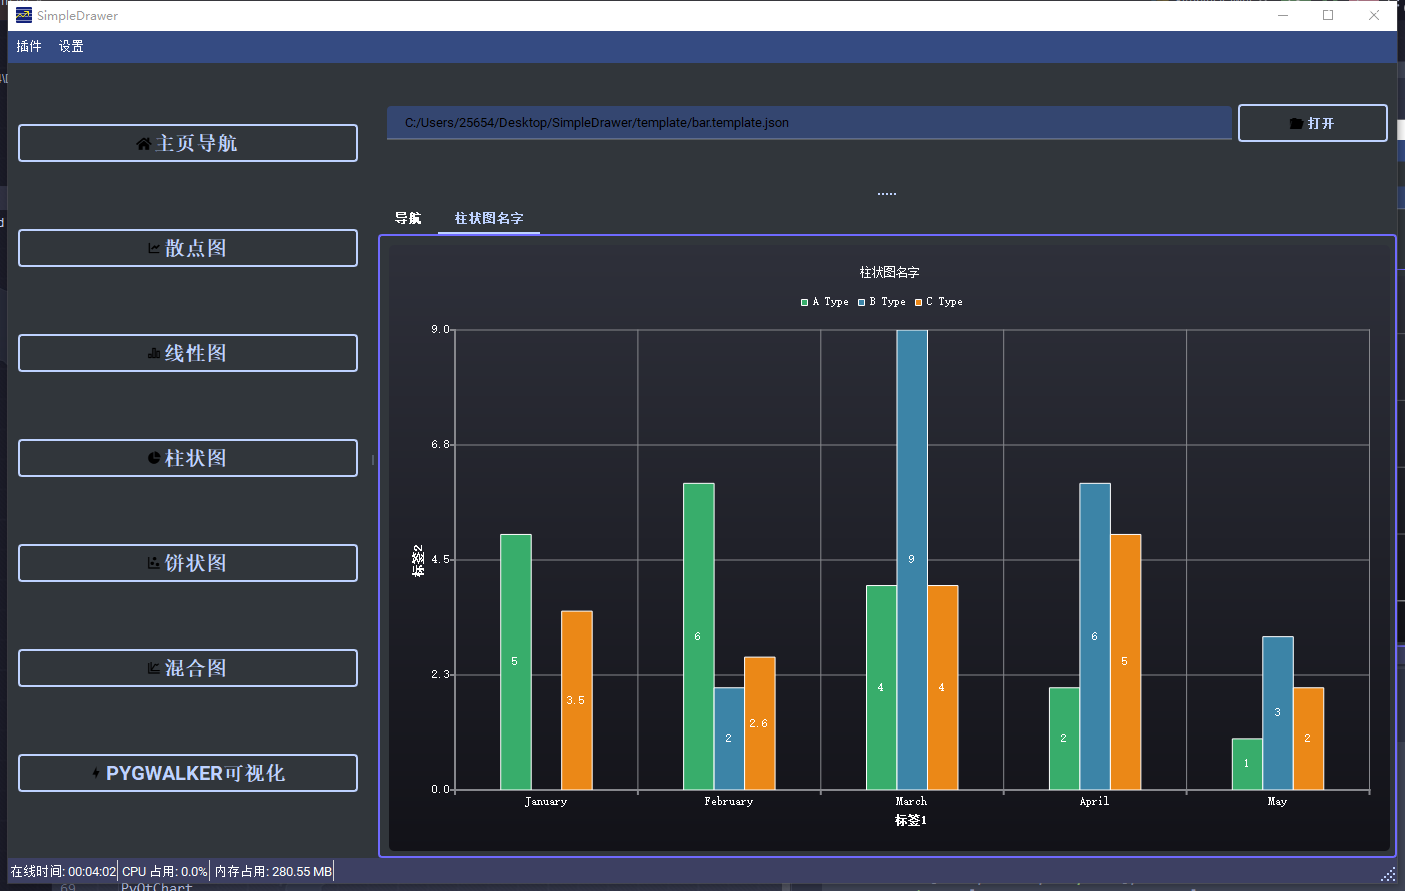 SimpleDrawer
插件 设置
主页导航
散点图
线性图
柱状图
饼状图
混合图
PYGWALKER可视化
C:/Users/25654/Desktop/SimpleDrawer/template/bar.template.json
打开
导航 柱状图名字
柱状图名字
A Type B Type C Type
9.0
6.8
4.5
2.3
0.0
标签2
5 3.5
6 2 2.6
4 9 4
2 6 5
1 3 2
January February March April May
标签1
在线时间: 00:04:02 CPU 占用: 0.0% 内存占用: 280.55 MB
69 PyQtChart